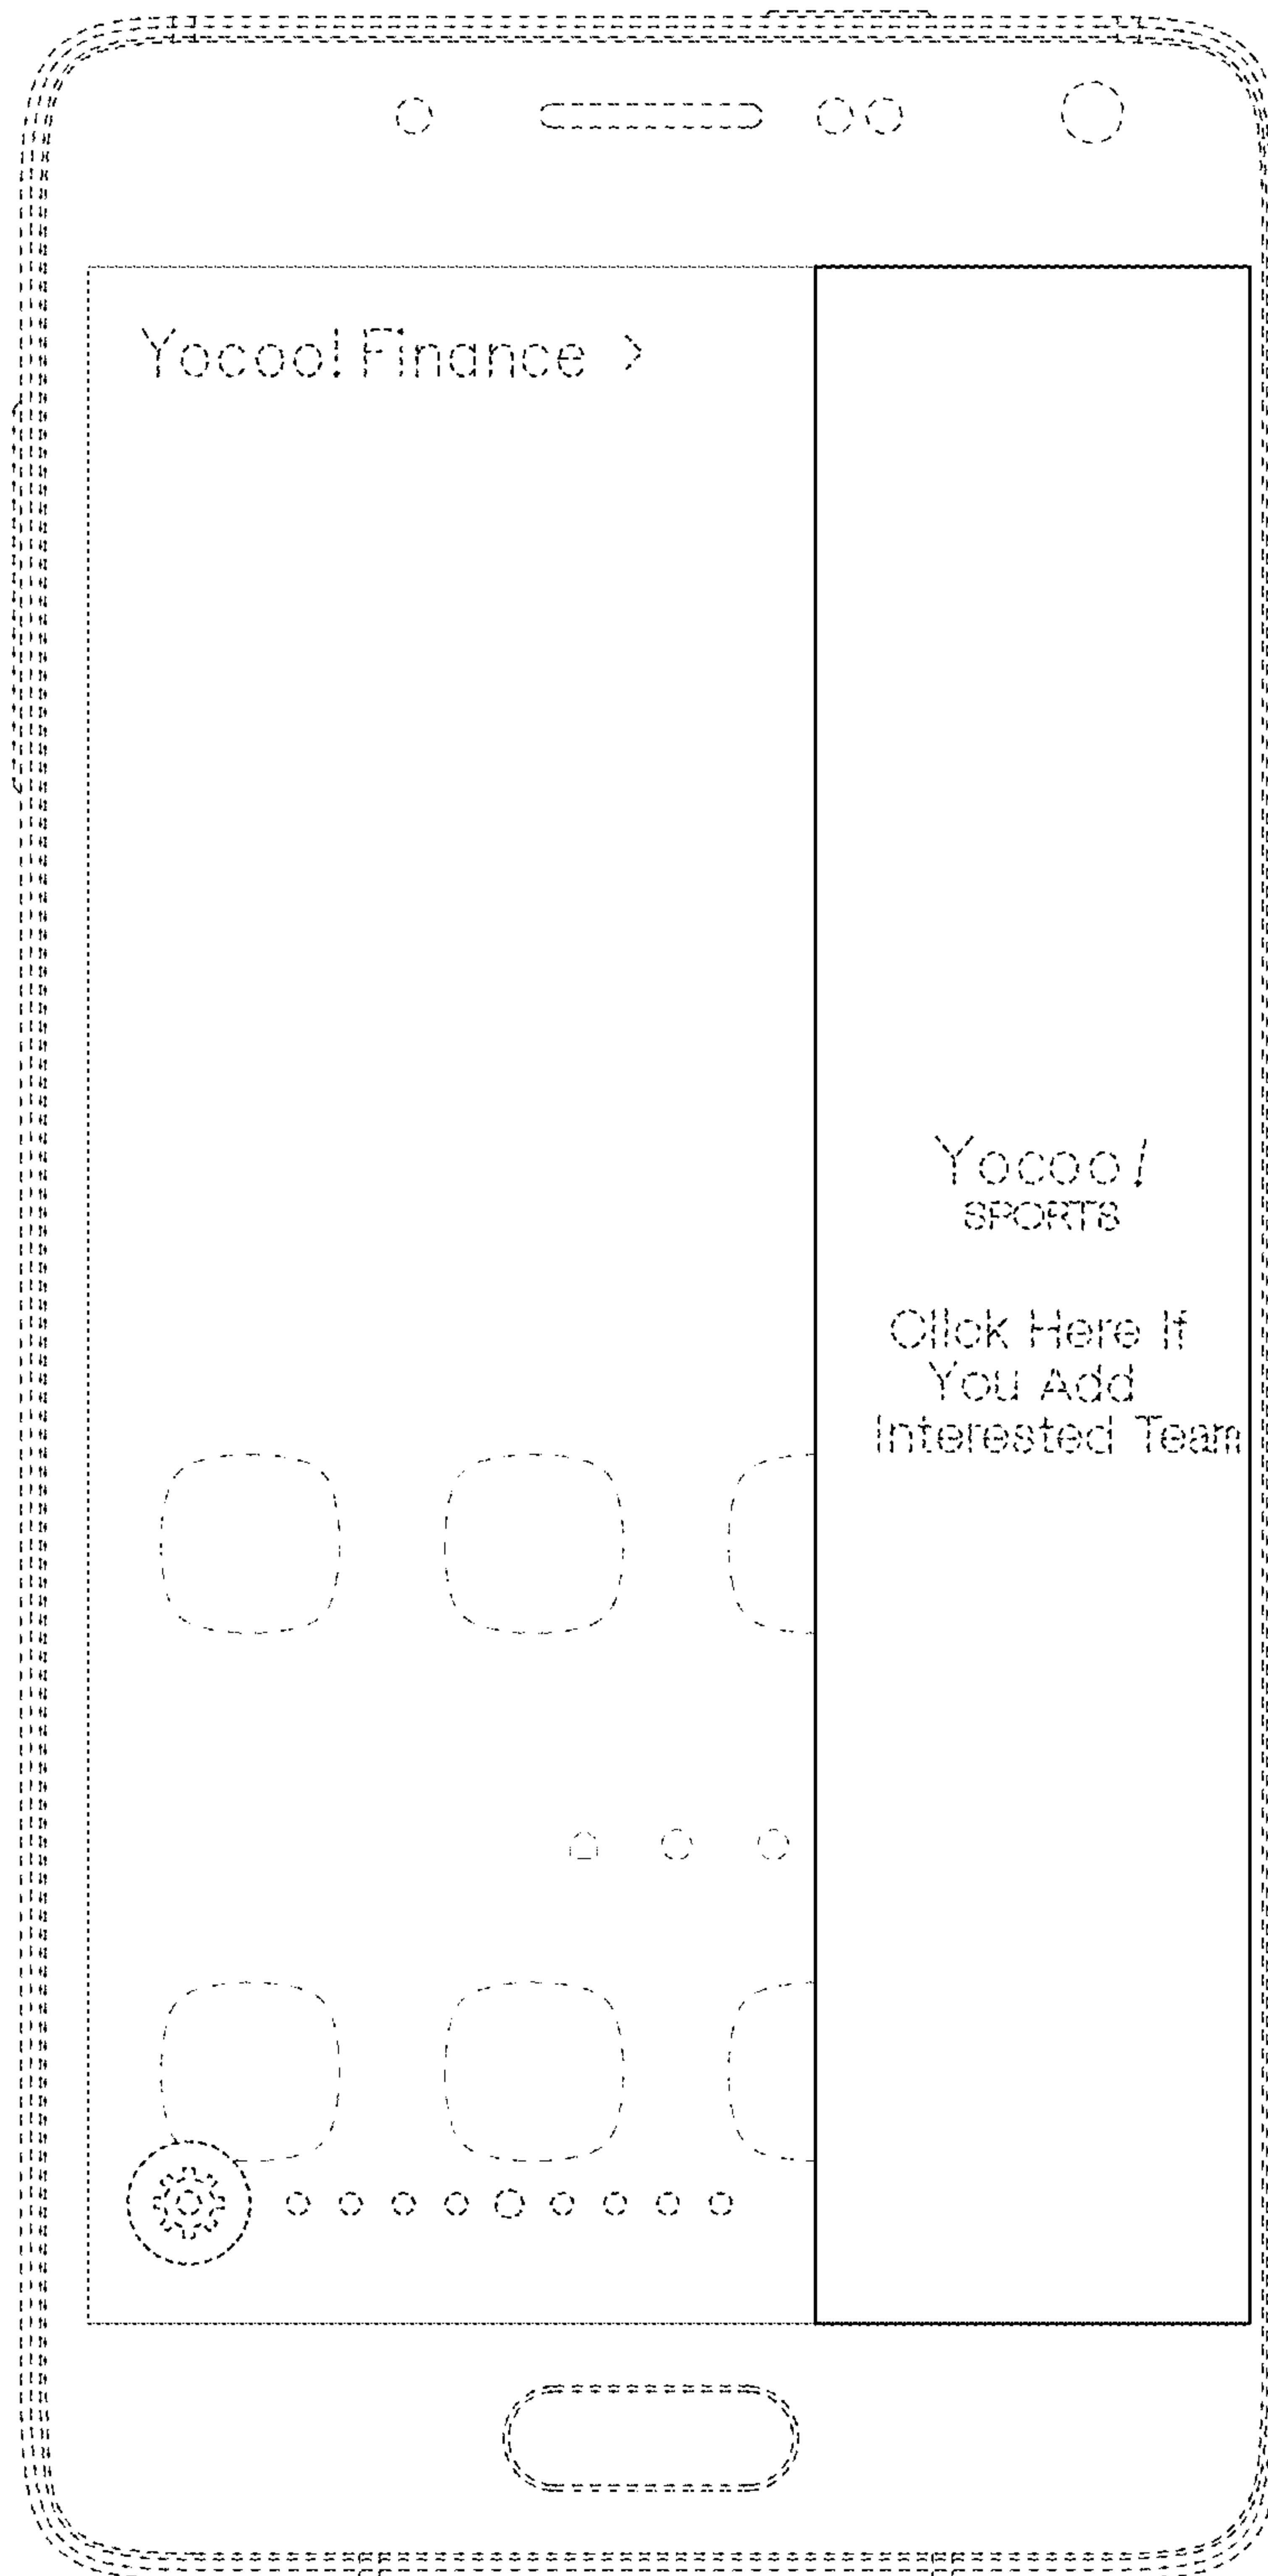 Yocoo! Finance >
Yocoo!
SPORTS
Click Here If
You Add
Interested Team